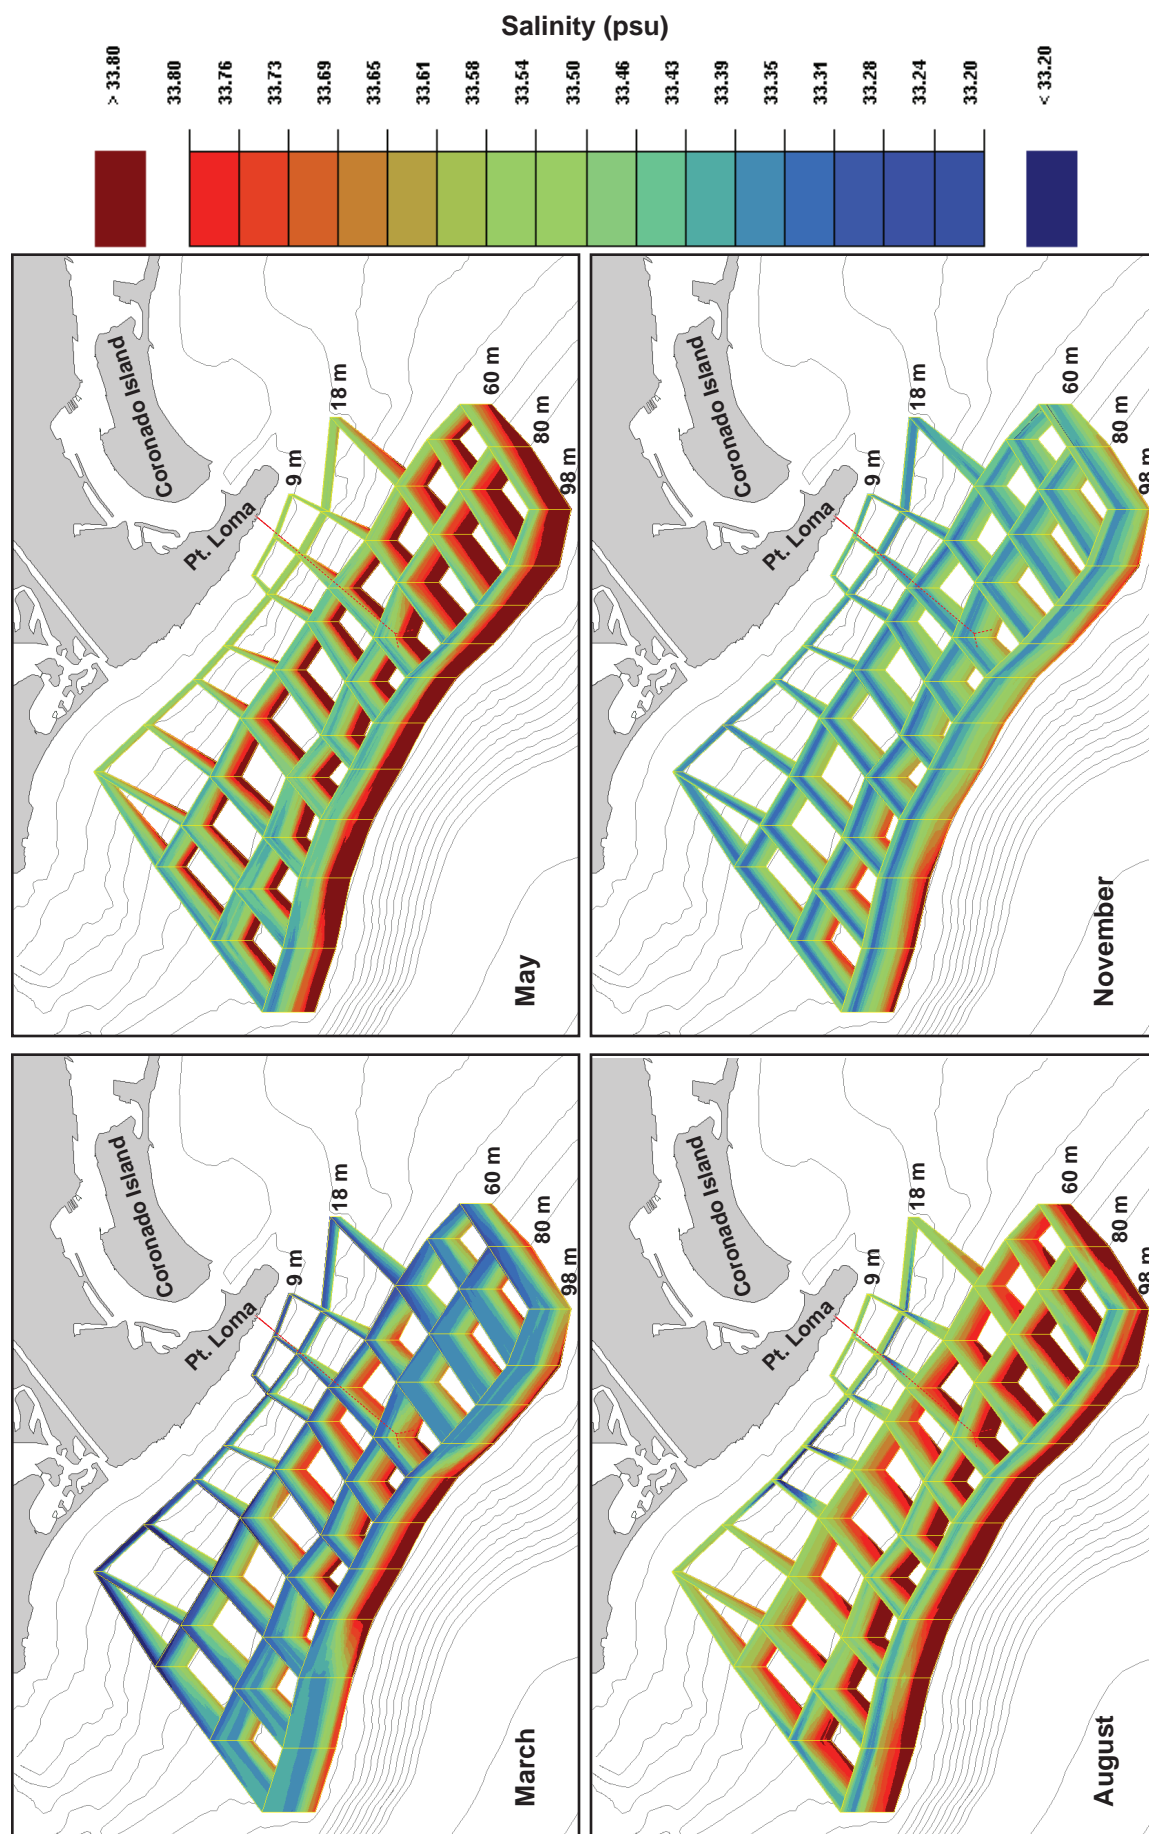 Salinity (psu)
> 33.80
33.80
33.76
33.73
33.69
33.65
33.61
33.58
33.54
33.50
33.46
33.43
33.39
33.35
33.31
33.28
33.24
33.20
< 33.20
Coronado Island
Pt. Loma
9 m
18 m
60 m
80 m
98 m
May
Coronado Island
Pt. Loma
9 m
18 m
60 m
80 m
98 m
November
Coronado Island
Pt. Loma
9 m
18 m
60 m
80 m
98 m
March
Coronado Island
Pt. Loma
9 m
18 m
60 m
80 m
98 m
August